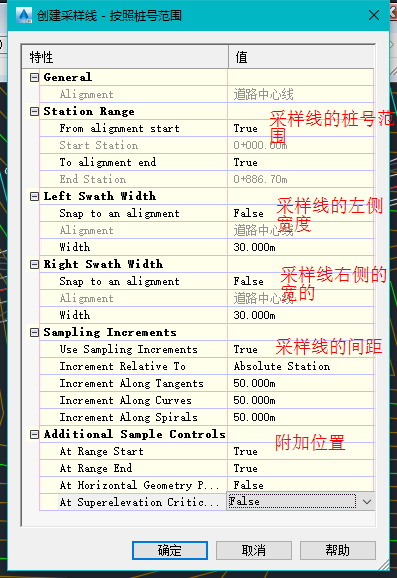 创建采样线 - 按照桩号范围
特性 值
General
Alignment 道路中心线
Station Range
采样线的桩号范
围
From alignment start True
Start Station 0+000.00m
To alignment end True
End Station 0+886.70m
Left Swath Width
采样线的左侧
宽度
Snap to an alignment False
Alignment 道路中心线
Width 30.000m
Right Swath Width
采样线右侧的
宽的
Snap to an alignment False
Alignment 道路中心线
Width 30.000m
Sampling Increments
采样线的间距
Use Sampling Increments True
Increment Relative To Absolute Station
Increment Along Tangents 50.000m
Increment Along Curves 50.000m
Increment Along Spirals 50.000m
Additional Sample Controls
附加位置
At Range Start True
At Range End True
At Horizontal Geometry P... False
At Superelevation Critic... False
确定 取消 帮助